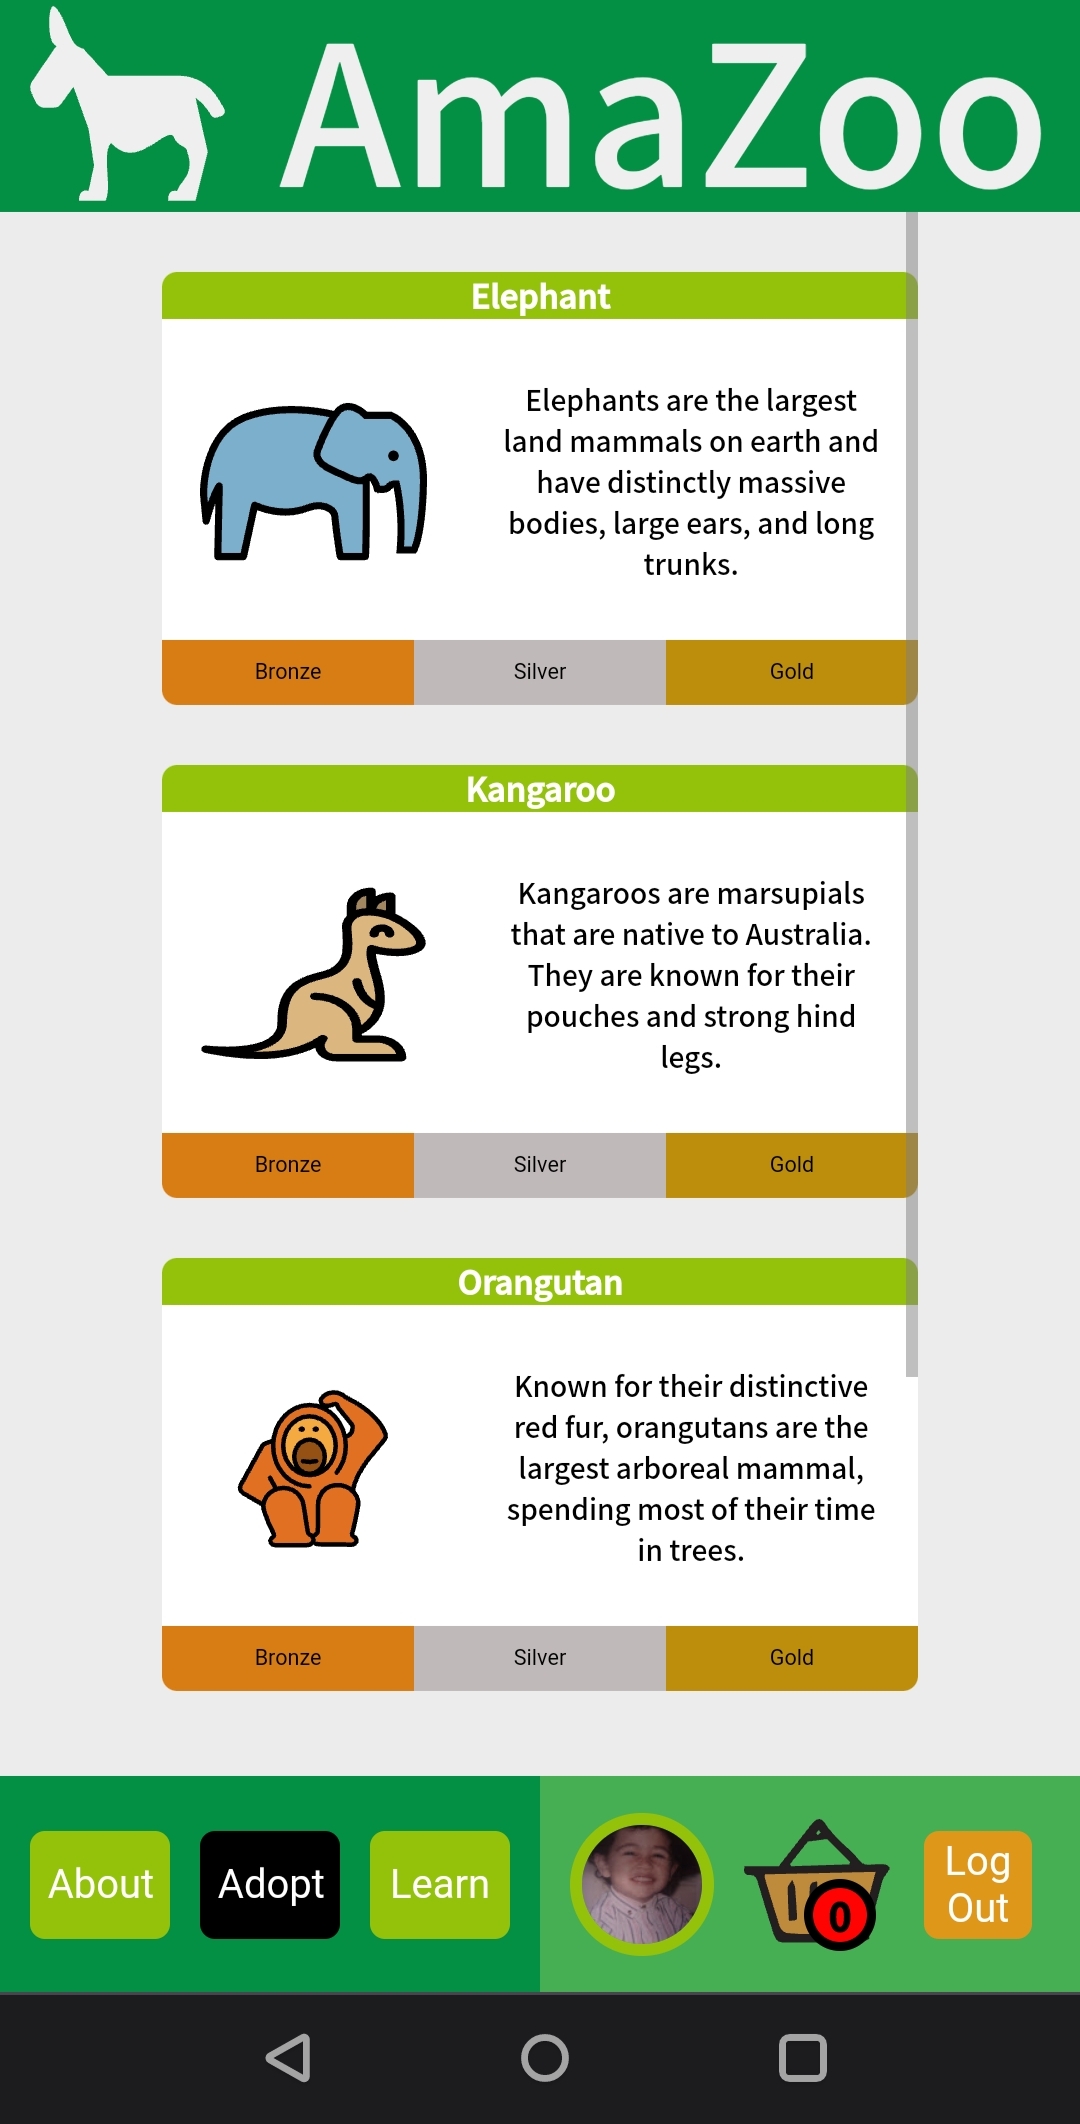 AmaZoo
Elephant
Elephants are the largest
land mammals on earth and
have distinctly massive
bodies, large ears, and long
trunks.
Bronze Silver Gold
Kangaroo
Kangaroos are marsupials
that are native to Australia.
They are known for their
pouches and strong hind
legs.
Bronze Silver Gold
Orangutan
Known for their distinctive
red fur, orangutans are the
largest arboreal mammal,
spending most of their time
in trees.
Bronze Silver Gold
About Adopt Learn 0 Log
Out